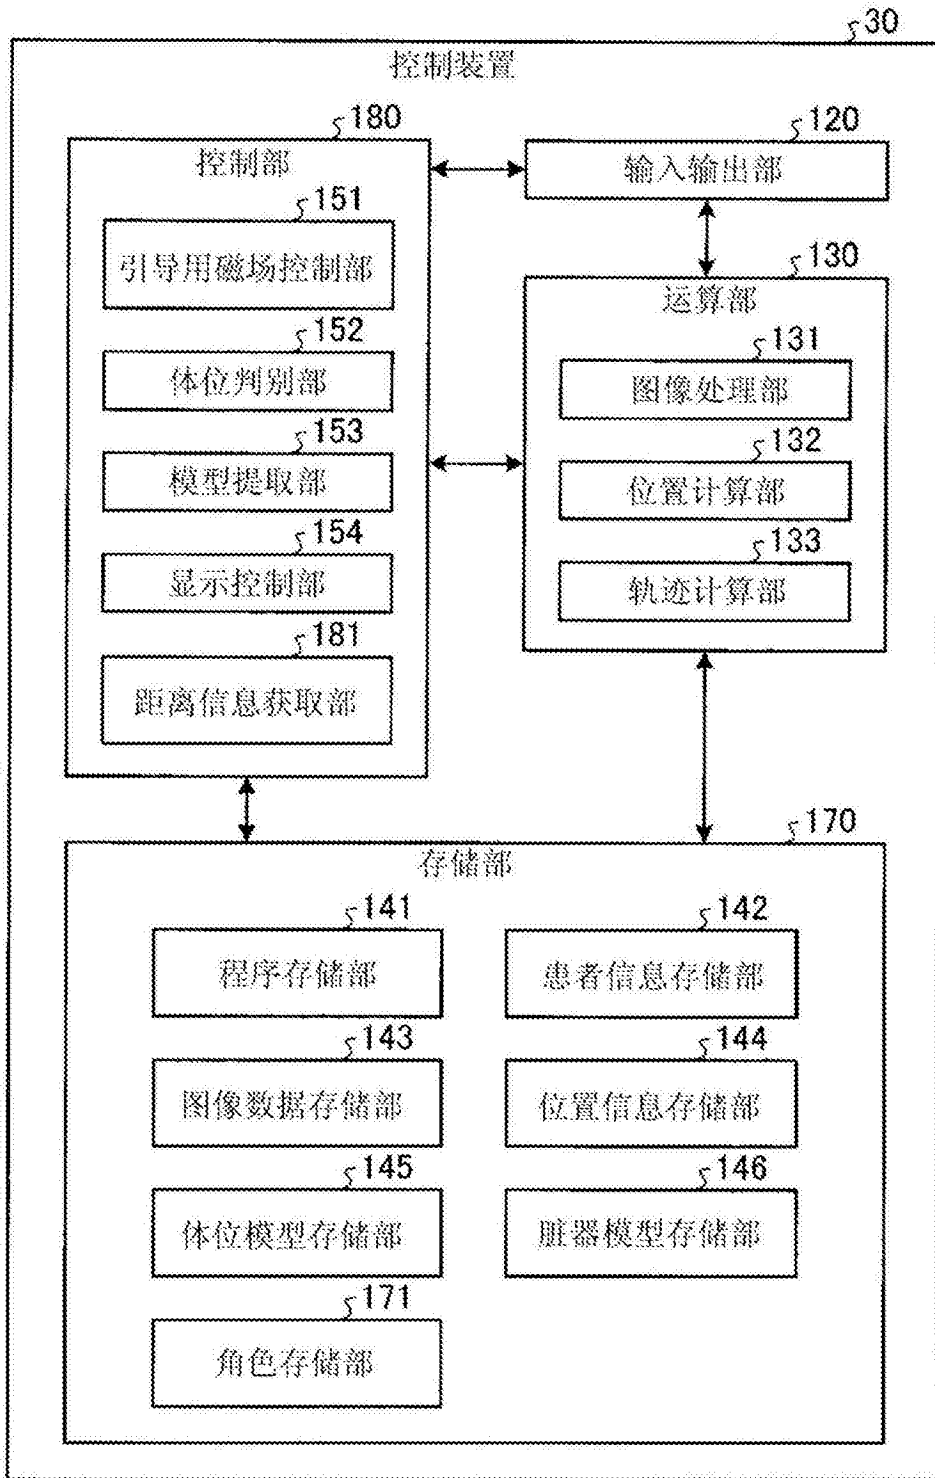 30
控制装置
180
控制部
120
输入输出部
151
引导用磁场控制部
152
体位判别部
153
模型提取部
154
显示控制部
181
距离信息获取部
130
运算部
131
图像处理部
132
位置计算部
133
轨迹计算部
170
存储部
141
程序存储部
142
患者信息存储部
143
图像数据存储部
144
位置信息存储部
145
体位模型存储部
146
脏器模型存储部
171
角色存储部